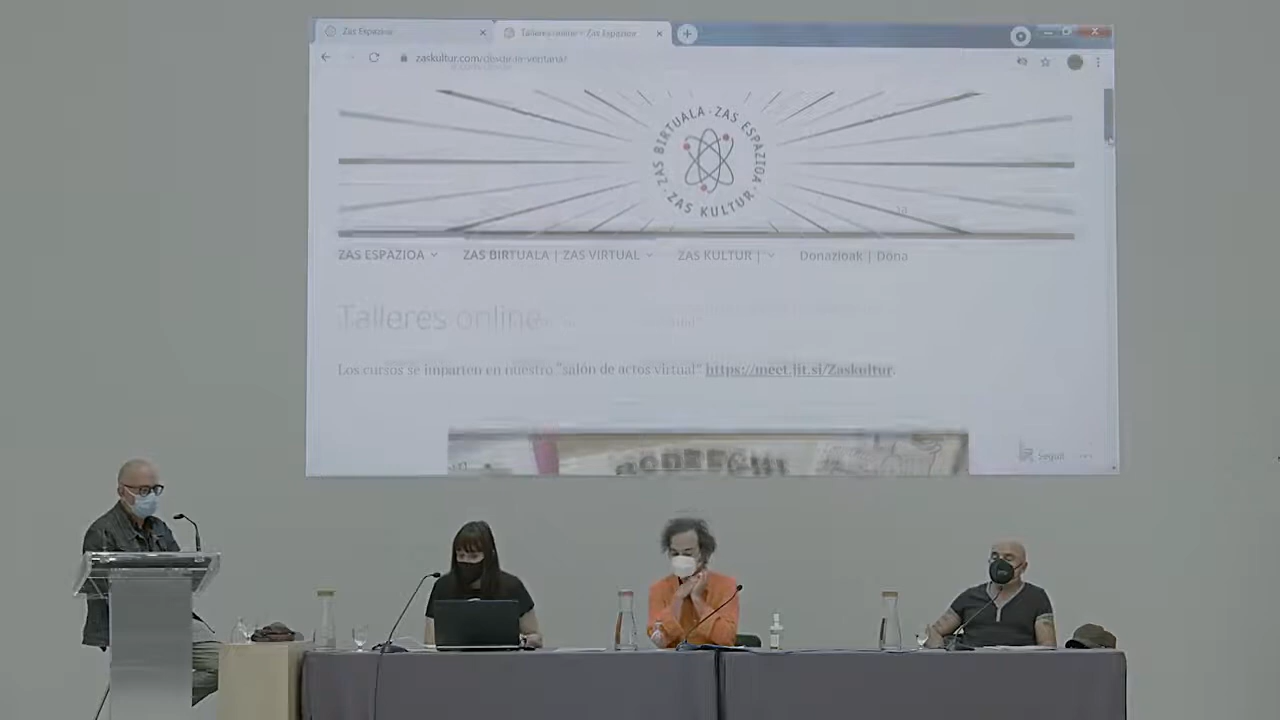 Zas Espazioa
Talleres online – Zas Espazioa
zaskultur.com/desde-la-ventana/
ZAS BIRTUALA · ZAS ESPAZIOA · ZAS KULTUR ·
ZAS ESPAZIOA
ZAS BIRTUALA | ZAS VIRTUAL
ZAS KULTUR |
Donazioak | Dona
Talleres online
Los cursos se imparten en nuestro "salón de actos virtual" https://meet.jit.si/Zaskultur.
Seguir